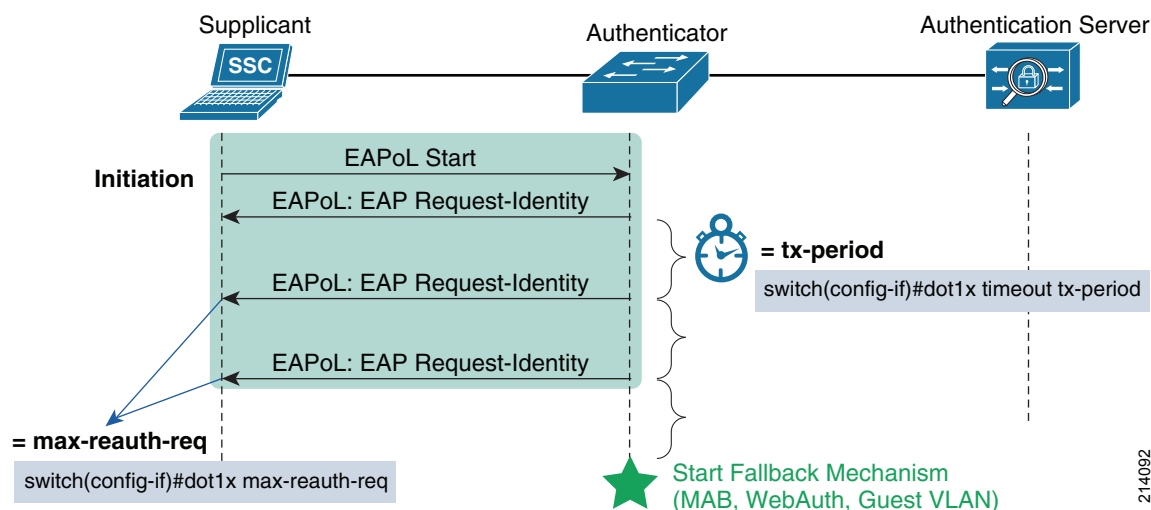 Supplicant
Authenticator
Authentication Server
SSC
Initiation
EAPoL Start
EAPoL: EAP Request-Identity
= tx-period
switch(config-if)#dot1x timeout tx-period
EAPoL: EAP Request-Identity
EAPoL: EAP Request-Identity
= max-reauth-req
switch(config-if)#dot1x max-reauth-req
Start Fallback Mechanism
(MAB, WebAuth, Guest VLAN)
214092